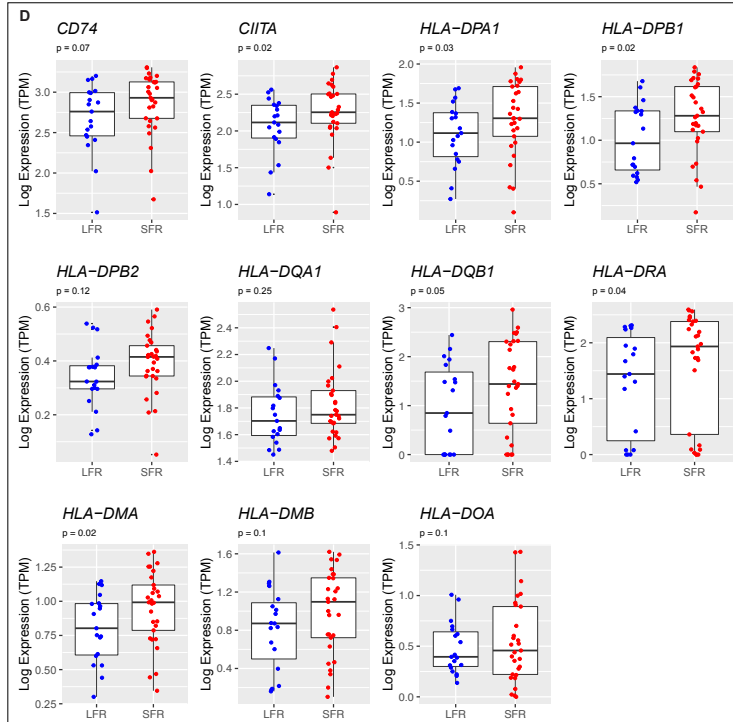 D
CD74
p = 0.07
Log Expression (TPM)
3.0
2.5
2.0
1.5
LFR
SFR
CIITA
p = 0.02
Log Expression (TPM)
2.5
2.0
1.5
1.0
LFR
SFR
HLA−DPA1
p = 0.03
Log Expression (TPM)
2.0
1.5
1.0
0.5
LFR
SFR
HLA−DPB1
p = 0.02
Log Expression (TPM)
1.5
1.0
0.5
LFR
SFR
HLA−DPB2
p = 0.12
Log Expression (TPM)
0.6
0.4
0.2
LFR
SFR
HLA−DQA1
p = 0.25
Log Expression (TPM)
2.4
2.2
2.0
1.8
1.6
1.4
LFR
SFR
HLA−DQB1
p = 0.05
Log Expression (TPM)
3
2
1
0
LFR
SFR
HLA−DRA
p = 0.04
Log Expression (TPM)
2
1
0
LFR
SFR
HLA−DMA
p = 0.02
Log Expression (TPM)
1.25
1.00
0.75
0.50
0.25
LFR
SFR
HLA−DMB
p = 0.1
Log Expression (TPM)
1.6
1.2
0.8
0.4
LFR
SFR
HLA−DOA
p = 0.1
Log Expression (TPM)
1.5
1.0
0.5
0.0
LFR
SFR